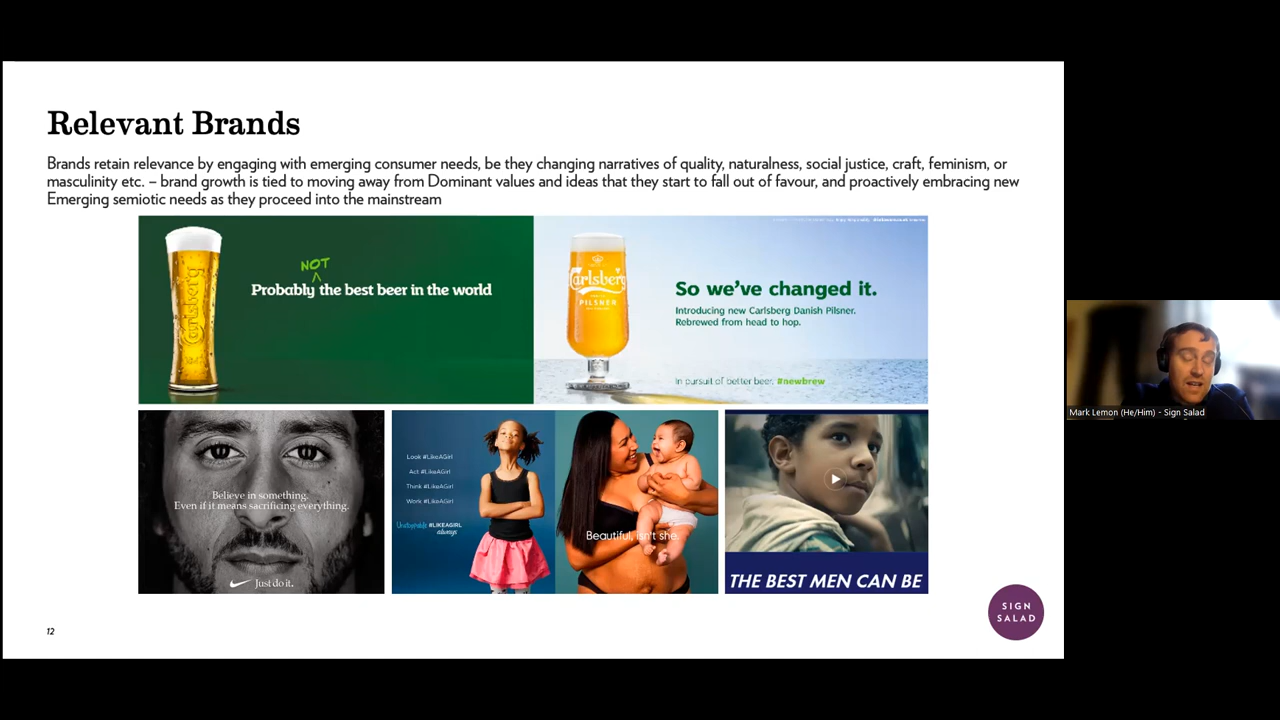 Relevant Brands
Brands retain relevance by engaging with emerging consumer needs, be they changing narratives of quality, naturalness, social justice, craft, feminism, or
masculinity etc. – brand growth is tied to moving away from Dominant values and ideas that they start to fall out of favour, and proactively embracing new
Emerging semiotic needs as they proceed into the mainstream
Carlsberg
NOT
Probably the best beer in the world
Carlsberg
PILSNER
So we’ve changed it.
Introducing new Carlsberg Danish Pilsner.
Rebrewed from head to hop.
In pursuit of better beer. #newbrew
Believe in something.
Even if it means sacrificing everything.
Just do it.
Look #LikeAGirl
Act #LikeAGirl
Think #LikeAGirl
Work #LikeAGirl
Unstoppable #LIKEAGIRL
always
Beautiful, isn't she.
THE BEST MEN CAN BE
12
SIGN
SALAD
Mark Lemon (He/Him) - Sign Salad